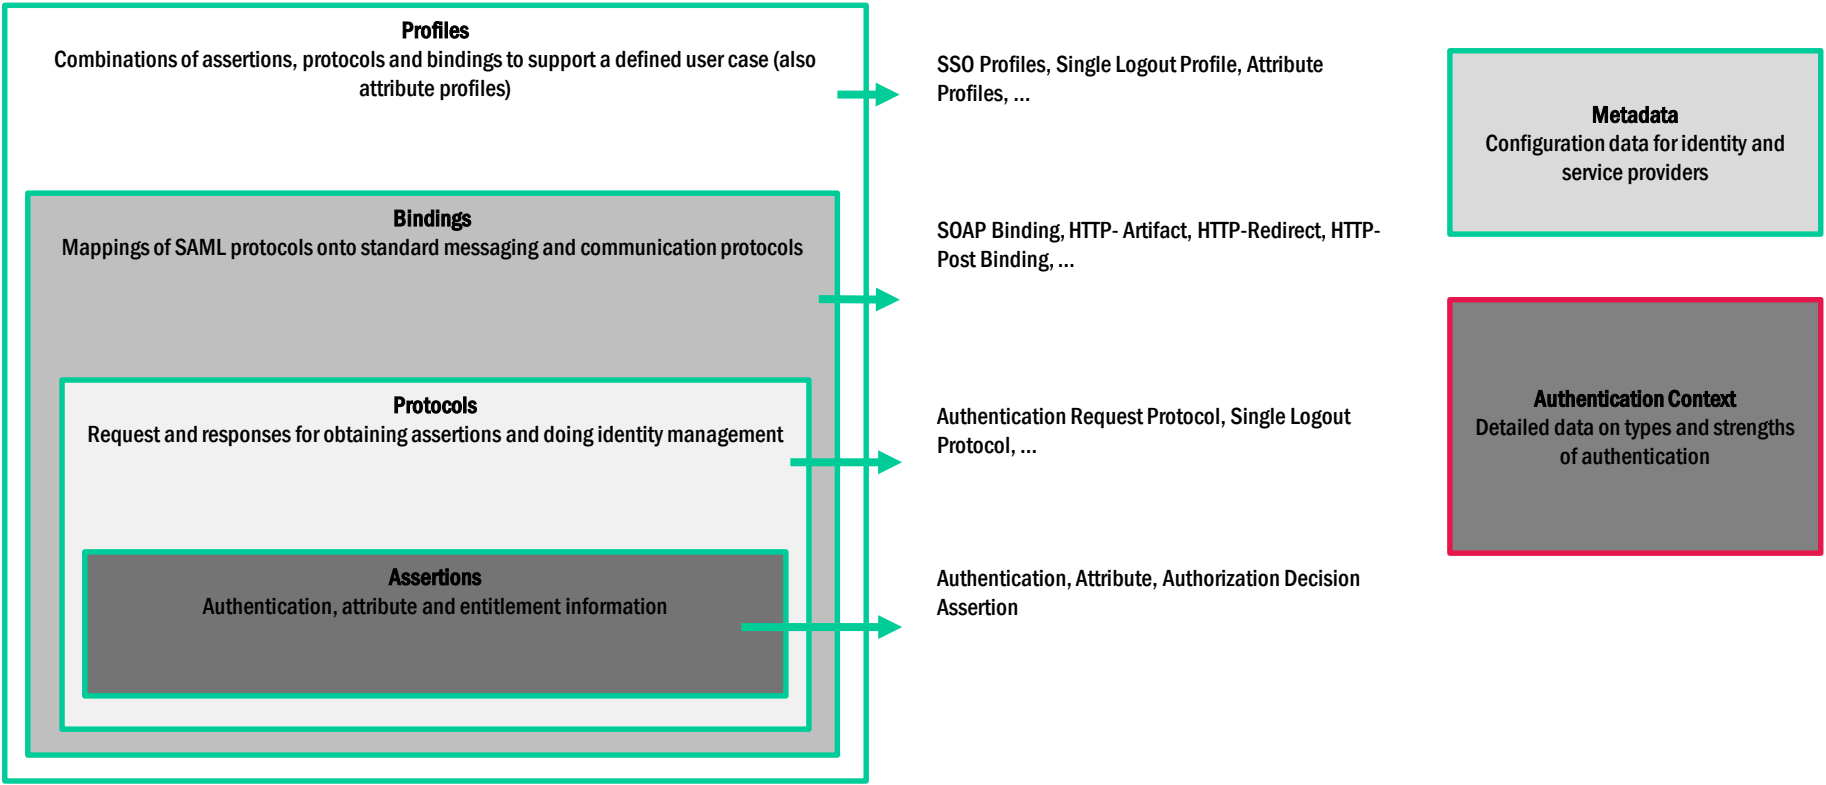 Profiles
Combinations of assertions, protocols and bindings to support a defined user case (also
attribute profiles)
SSO Profiles, Single Logout Profile, Attribute
Profiles, ...
Metadata
Configuration data for identity and
service providers
Bindings
Mappings of SAML protocols onto standard messaging and communication protocols
SOAP Binding, HTTP- Artifact, HTTP-Redirect, HTTP-
Post Binding, ...
Protocols
Request and responses for obtaining assertions and doing identity management
Authentication Request Protocol, Single Logout
Protocol, ...
Authentication Context
Detailed data on types and strengths
of authentication
Assertions
Authentication, attribute and entitlement information
Authentication, Attribute, Authorization Decision
Assertion